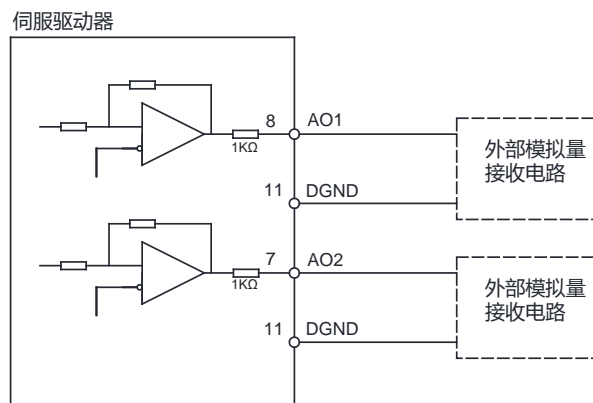 伺服驱动器
8 AO1
1KΩ
外部模拟量
接收电路
11 DGND
7 AO2
1KΩ
外部模拟量
接收电路
11 DGND